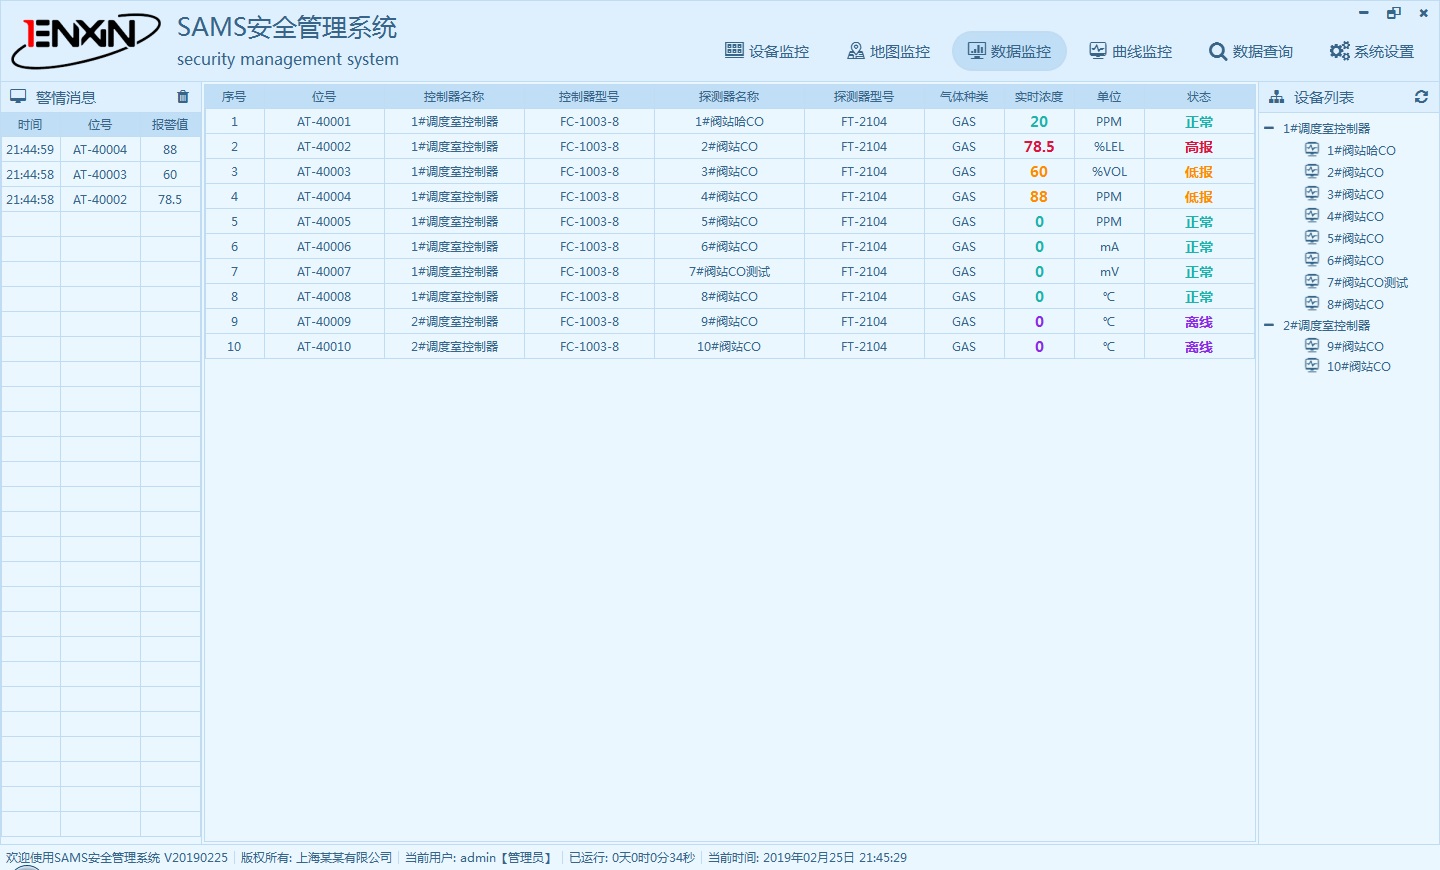 1ENXIN SAMS安全管理系统
security management system
设备监控 地图监控 数据监控 曲线监控 数据查询 系统设置
警情消息
时间 位号 报警值
21:44:59 AT-40004 88
21:44:58 AT-40003 60
21:44:58 AT-40002 78.5
序号 位号 控制器名称 控制器型号 探测器名称 探测器型号 气体种类 实时浓度 单位 状态
1 AT-40001 1#调度室控制器 FC-1003-8 1#阀站哈CO FT-2104 GAS 20 PPM 正常
2 AT-40002 1#调度室控制器 FC-1003-8 2#阀站CO FT-2104 GAS 78.5 %LEL 高报
3 AT-40003 1#调度室控制器 FC-1003-8 3#阀站CO FT-2104 GAS 60 %VOL 低报
4 AT-40004 1#调度室控制器 FC-1003-8 4#阀站CO FT-2104 GAS 88 PPM 低报
5 AT-40005 1#调度室控制器 FC-1003-8 5#阀站CO FT-2104 GAS 0 PPM 正常
6 AT-40006 1#调度室控制器 FC-1003-8 6#阀站CO FT-2104 GAS 0 mA 正常
7 AT-40007 1#调度室控制器 FC-1003-8 7#阀站CO测试 FT-2104 GAS 0 mV 正常
8 AT-40008 1#调度室控制器 FC-1003-8 8#阀站CO FT-2104 GAS 0 ℃ 正常
9 AT-40009 2#调度室控制器 FC-1003-8 9#阀站CO FT-2104 GAS 0 ℃ 离线
10 AT-40010 2#调度室控制器 FC-1003-8 10#阀站CO FT-2104 GAS 0 ℃ 离线
设备列表
1#调度室控制器
1#阀站哈CO
2#阀站CO
3#阀站CO
4#阀站CO
5#阀站CO
6#阀站CO
7#阀站CO测试
8#阀站CO
2#调度室控制器
9#阀站CO
10#阀站CO
欢迎使用SAMS安全管理系统 V20190225 版权所有: 上海某某有限公司 当前用户: admin【管理员】 已运行: 0天0时0分34秒 当前时间: 2019年02月25日 21:45:29